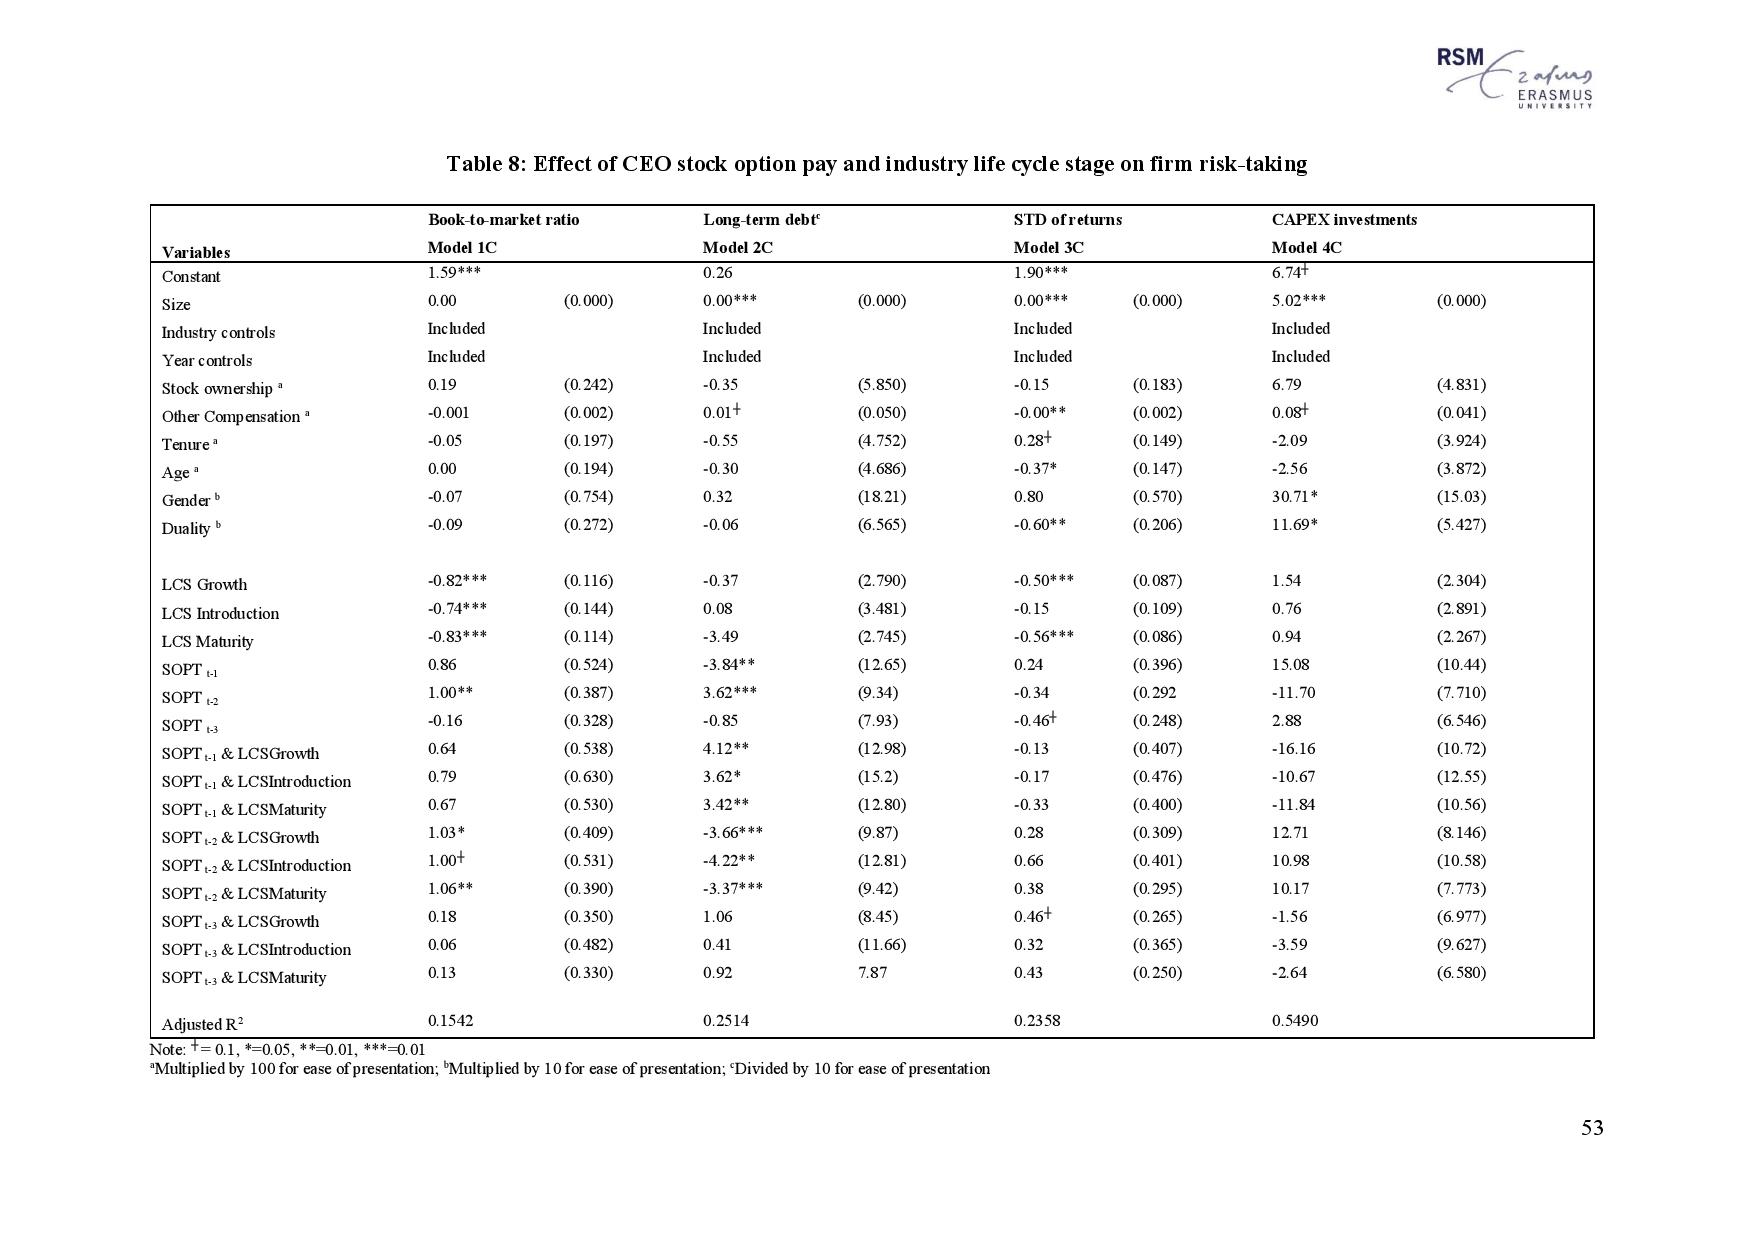 RSM
Erasmus
ERASMUS
UNIVERSITY
Table 8: Effect of CEO stock option pay and industry life cycle stage on firm risk-taking
Book-to-market ratio Long-term debtᶜ STD of returns CAPEX investments
Variables Model 1C Model 2C Model 3C Model 4C
Constant 1.59*** 0.26 1.90*** 6.74┼
Size 0.00 (0.000) 0.00*** (0.000) 0.00*** (0.000) 5.02*** (0.000)
Industry controls Included Included Included Included
Year controls Included Included Included Included
Stock ownership ᵃ 0.19 (0.242) -0.35 (5.850) -0.15 (0.183) 6.79 (4.831)
Other Compensation ᵃ -0.001 (0.002) 0.01┼ (0.050) -0.00** (0.002) 0.08┼ (0.041)
Tenure ᵃ -0.05 (0.197) -0.55 (4.752) 0.28┼ (0.149) -2.09 (3.924)
Age ᵃ 0.00 (0.194) -0.30 (4.686) -0.37* (0.147) -2.56 (3.872)
Gender ᵇ -0.07 (0.754) 0.32 (18.21) 0.80 (0.570) 30.71* (15.03)
Duality ᵇ -0.09 (0.272) -0.06 (6.565) -0.60** (0.206) 11.69* (5.427)
LCS Growth -0.82*** (0.116) -0.37 (2.790) -0.50*** (0.087) 1.54 (2.304)
LCS Introduction -0.74*** (0.144) 0.08 (3.481) -0.15 (0.109) 0.76 (2.891)
LCS Maturity -0.83*** (0.114) -3.49 (2.745) -0.56*** (0.086) 0.94 (2.267)
SOPT t-1 0.86 (0.524) -3.84** (12.65) 0.24 (0.396) 15.08 (10.44)
SOPT t-2 1.00** (0.387) 3.62*** (9.34) -0.34 (0.292 -11.70 (7.710)
SOPT t-3 -0.16 (0.328) -0.85 (7.93) -0.46┼ (0.248) 2.88 (6.546)
SOPT t-1 & LCSGrowth 0.64 (0.538) 4.12** (12.98) -0.13 (0.407) -16.16 (10.72)
SOPT t-1 & LCSIntroduction 0.79 (0.630) 3.62* (15.2) -0.17 (0.476) -10.67 (12.55)
SOPT t-1 & LCSMaturity 0.67 (0.530) 3.42** (12.80) -0.33 (0.400) -11.84 (10.56)
SOPT t-2 & LCSGrowth 1.03* (0.409) -3.66*** (9.87) 0.28 (0.309) 12.71 (8.146)
SOPT t-2 & LCSIntroduction 1.00┼ (0.531) -4.22** (12.81) 0.66 (0.401) 10.98 (10.58)
SOPT t-2 & LCSMaturity 1.06** (0.390) -3.37*** (9.42) 0.38 (0.295) 10.17 (7.773)
SOPT t-3 & LCSGrowth 0.18 (0.350) 1.06 (8.45) 0.46┼ (0.265) -1.56 (6.977)
SOPT t-3 & LCSIntroduction 0.06 (0.482) 0.41 (11.66) 0.32 (0.365) -3.59 (9.627)
SOPT t-3 & LCSMaturity 0.13 (0.330) 0.92 7.87 0.43 (0.250) -2.64 (6.580)
Adjusted R² 0.1542 0.2514 0.2358 0.5490
Note: ┼= 0.1, *=0.05, **=0.01, ***=0.01
ᵃMultiplied by 100 for ease of presentation; ᵇMultiplied by 10 for ease of presentation; ᶜDivided by 10 for ease of presentation
53